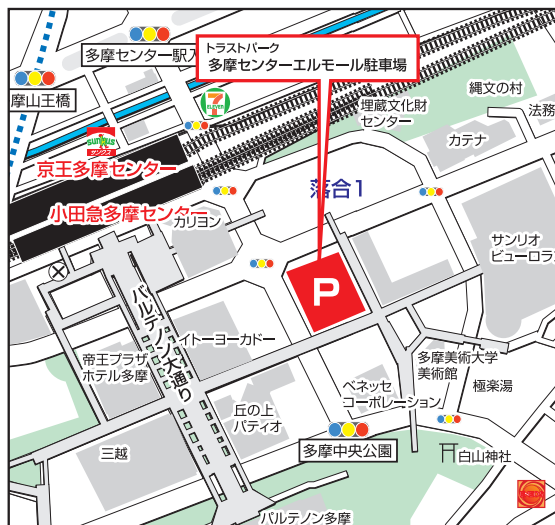 多摩センター駅入
トラストパーク
多摩センターエルモール駐車場
摩山王橋
7
ELEVEN
縄文の村
法務
埋蔵文化財
センター
カテナ
sunkus
サンクス
京王多摩センター
小田急多摩センター
落合1
カリヨン
サンリオ
ピューロラン
P
パルテノン大通り
イトーヨーカドー
帝王プラザ
ホテル多摩
多摩美術大学
美術館
極楽湯
ベネッセ
コーポレーション
丘の上
パティオ
三越
多摩中央公園
白山神社
パルテノン多摩